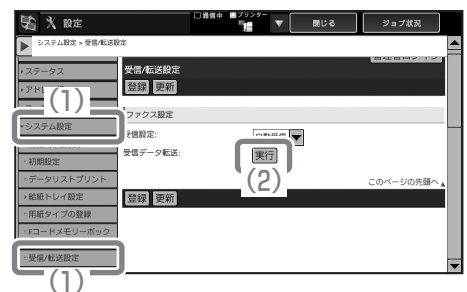 設定
通信中
プリンター
閉じる
ジョブ状況
システム設定 > 受信/転送設定
ステータス
受信/転送設定
登録 更新
アド
(1)
ファクス設定
システム設定
受信設定:
受信データ転送:
実行
(2)
初期設定
データリストプリント
このページの先頭へ
給紙トレイ設定
登録 更新
用紙タイプの登録
Fコードメモリーボック
受信/転送設定
(1)